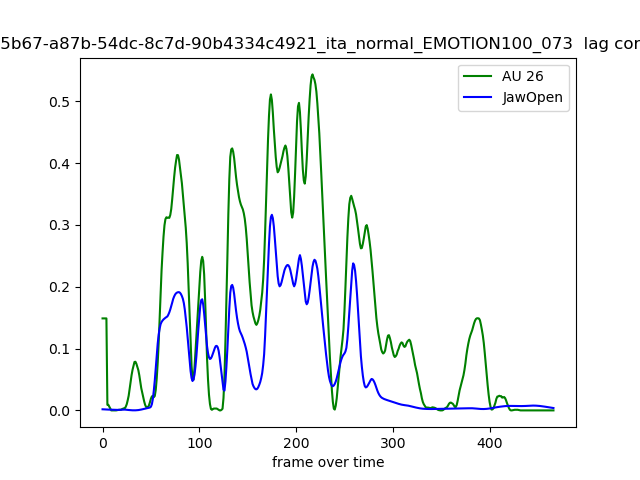 5b67-a87b-54dc-8c7d-90b4334c4921_ita_normal_EMOTION100_073 lag cor
AU 26
JawOpen
0.5
0.4
0.3
0.2
0.1
0.0
0 100 200 300 400
frame over time